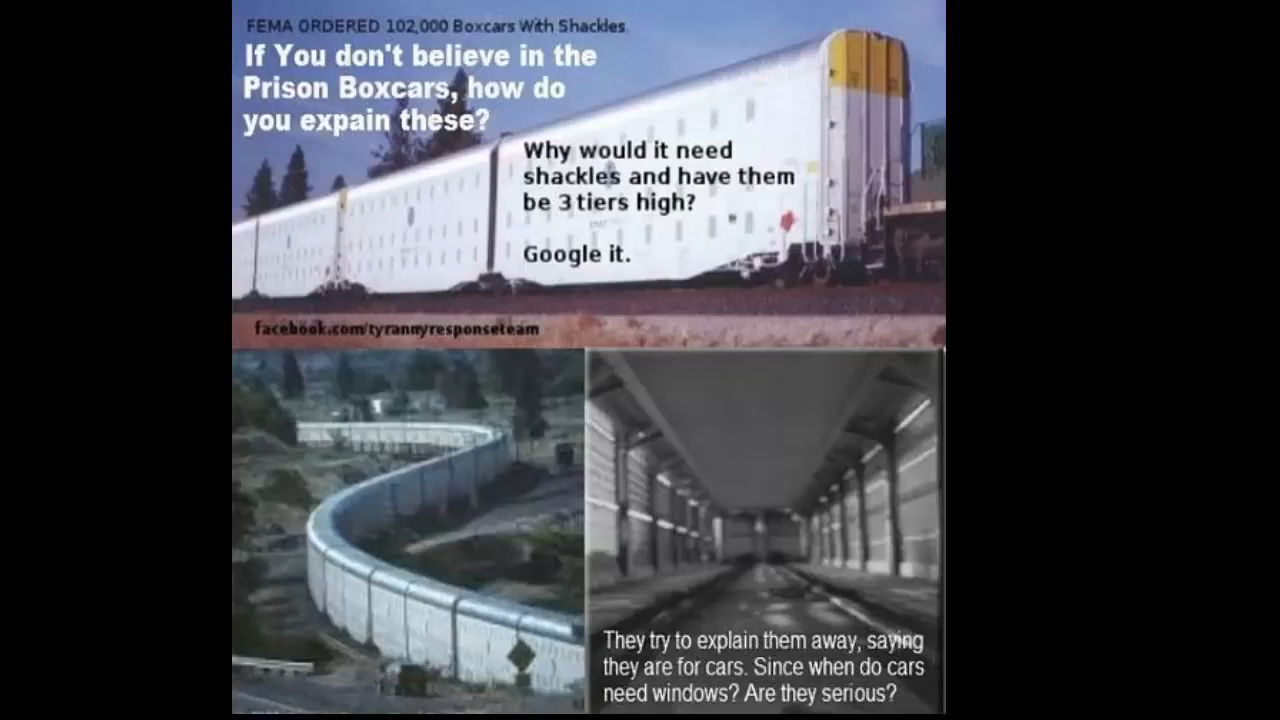 FEMA ORDERED 102,000 Boxcars With Shackles.
If You don't believe in the
Prison Boxcars, how do
you expain these?
Why would it need
shackles and have them
be 3 tiers high?
Google it.
facebook.com/tyrannyresponseteam
They try to explain them away, saying
they are for cars. Since when do cars
need windows? Are they serious?